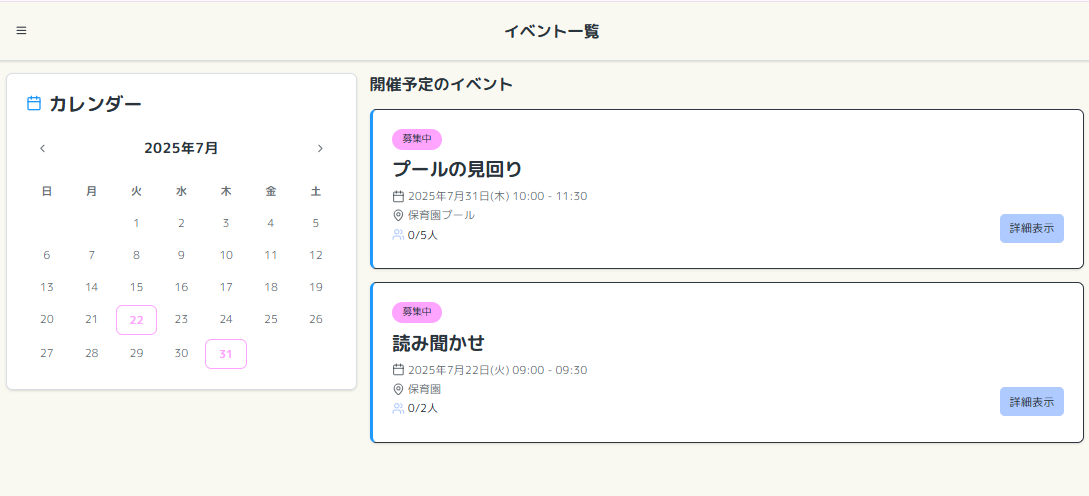 イベント一覧
カレンダー
2025年7月
日 月 火 水 木 金 土
1 2 3 4 5
6 7 8 9 10 11 12
13 14 15 16 17 18 19
20 21 22 23 24 25 26
27 28 29 30 31
開催予定のイベント
募集中
プールの見回り
2025年7月31日(木) 10:00 - 11:30
保育園プール
0/5人
詳細表示
募集中
読み聞かせ
2025年7月22日(火) 09:00 - 09:30
保育園
0/2人
詳細表示